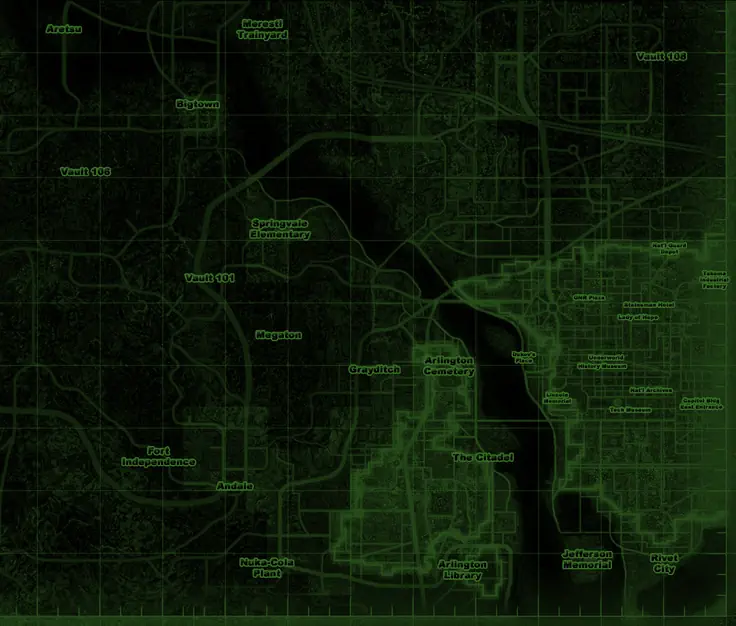 Arefu
Meresti
Trainyard
Vault 108
Bigtown
Vault 106
Springvale
Elementary
Nat'l Guard
Depot
Vault 101
Takoma
Industrial
Factory
GNR Plaza
Statesman Hotel
Lady of Hope
Megaton
Dukov's
Place
Underworld
History Museum
Grayditch
Arlington
Cemetery
Nat'l Archives
Lincoln
Memorial
Tech Museum
Capitol Bldg
East Entrance
Fort
Independence
The Citadel
Andale
Nuka-Cola
Plant
Arlington
Library
Jefferson
Memorial
Rivet
City